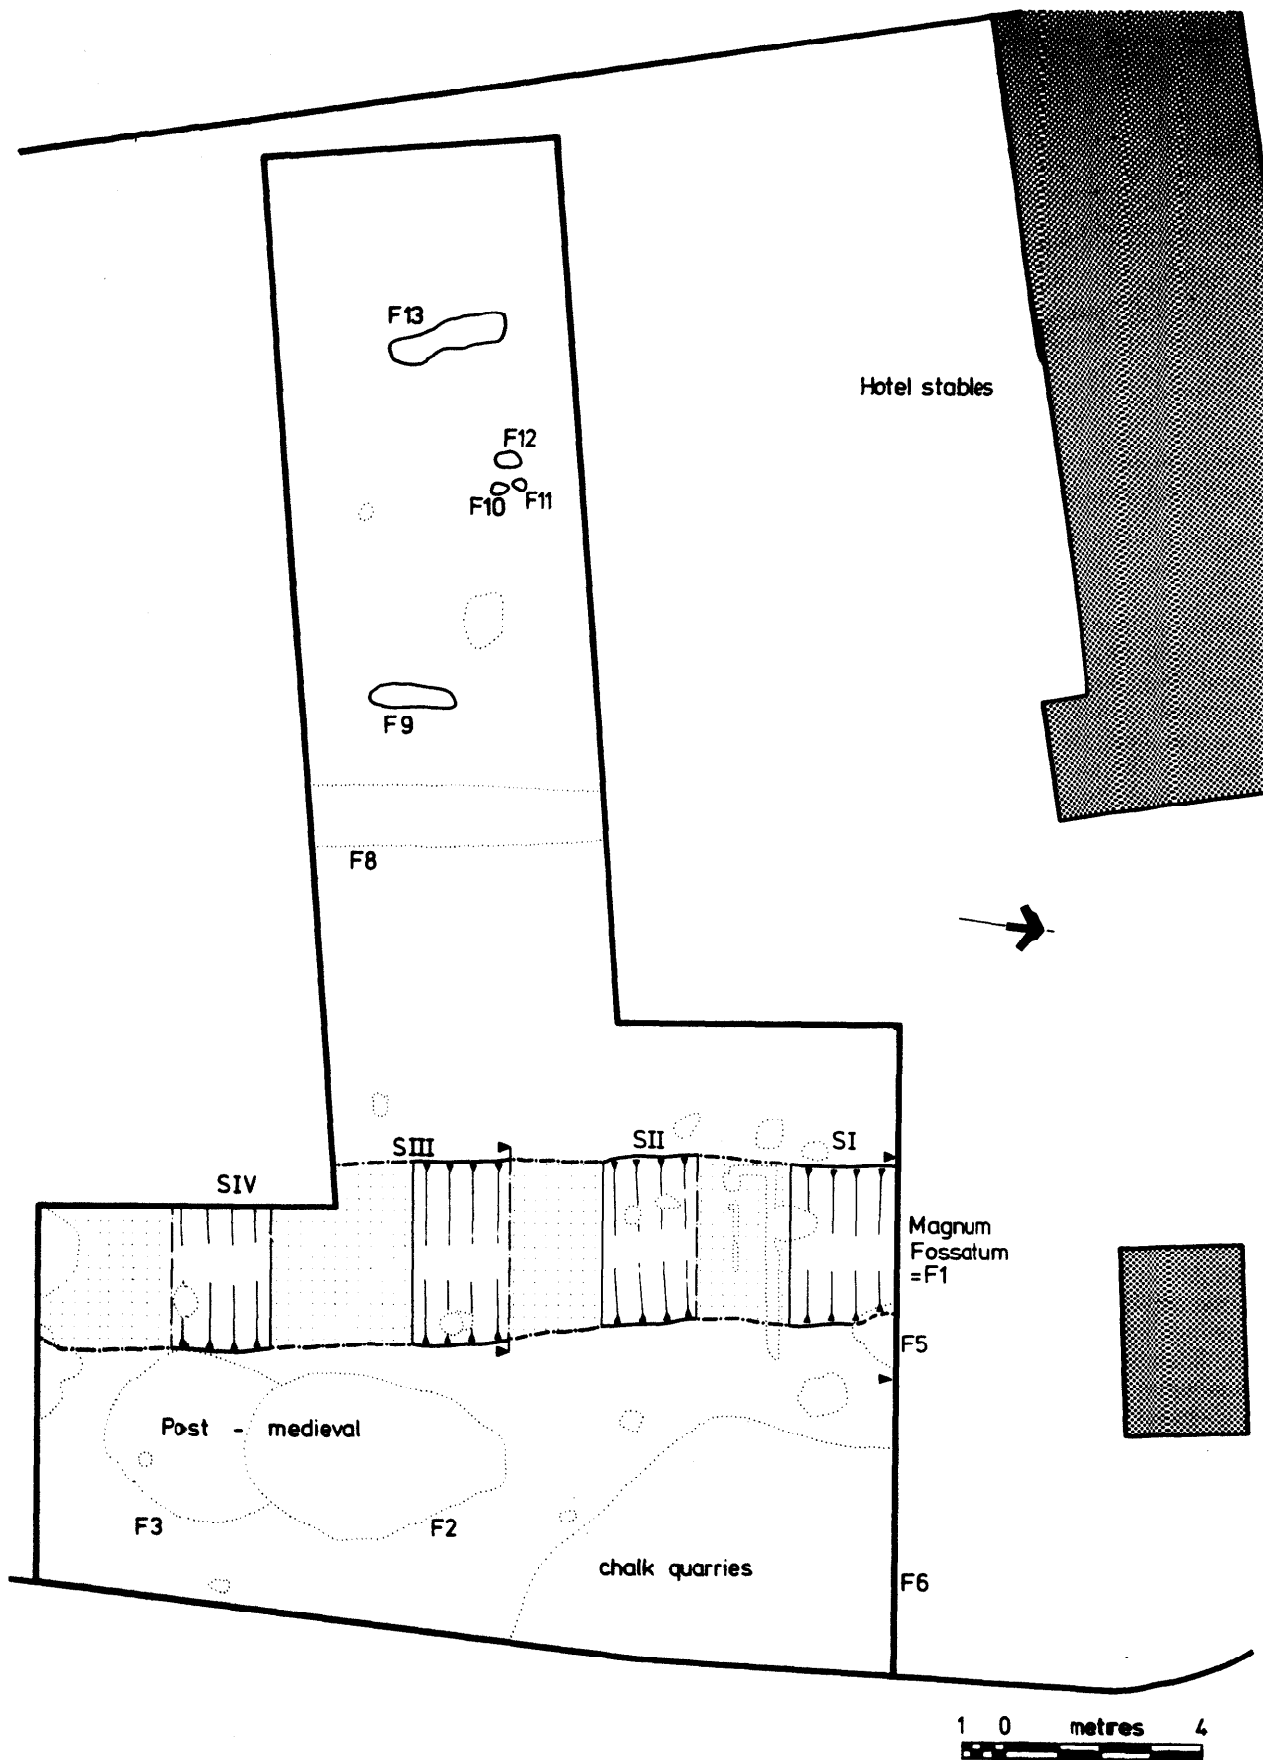 F13
Hotel stables
F12
F10 F11
F9
F8
SIII
SII
SI
SIV
Magnum
Fossatum
=F1
F5
Post - medieval
F3
F2
chalk quarries
F6
1 0 metres 4